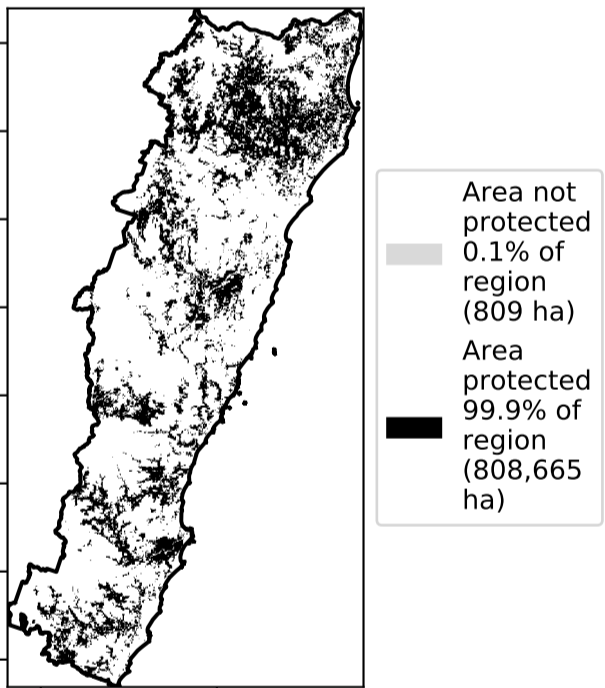 Area not
protected
0.1% of
region
(809 ha)
Area
protected
99.9% of
region
(808,665
ha)